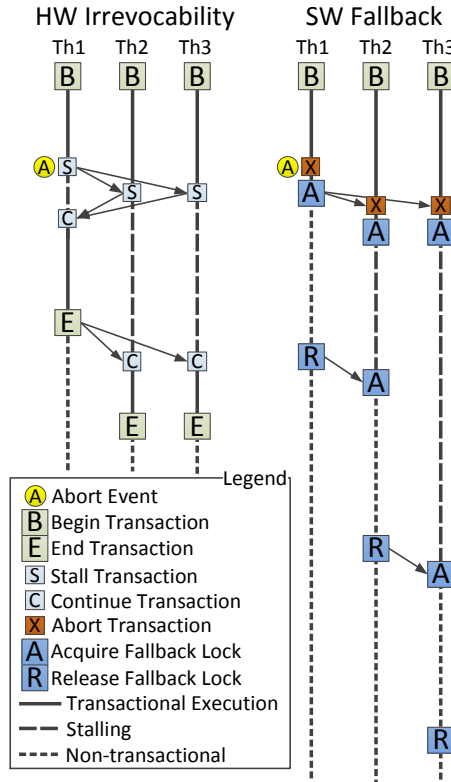 HW Irrevocability
SW Fallback
Th1 Th2 Th3
Th1 Th2 Th3
B B B
B B B
A S
A X
S S
A
C
X X
A A
E
R
C C
A
E E
R
A
R
Legend
A Abort Event
B Begin Transaction
E End Transaction
S Stall Transaction
C Continue Transaction
X Abort Transaction
A Acquire Fallback Lock
R Release Fallback Lock
Transactional Execution
Stalling
Non-transactional